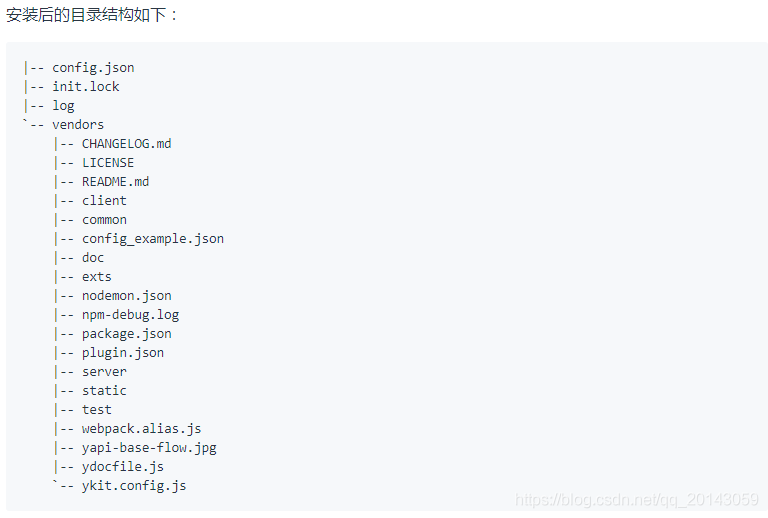 安装后的目录结构如下：
|-- config.json
|-- init.lock
|-- log
`-- vendors
    |-- CHANGELOG.md
    |-- LICENSE
    |-- README.md
    |-- client
    |-- common
    |-- config_example.json
    |-- doc
    |-- exts
    |-- nodemon.json
    |-- npm-debug.log
    |-- package.json
    |-- plugin.json
    |-- server
    |-- static
    |-- test
    |-- webpack.alias.js
    |-- yapi-base-flow.jpg
    |-- ydocfile.js
    `-- ykit.config.js
https://blog.csdn.net/qq_20143059